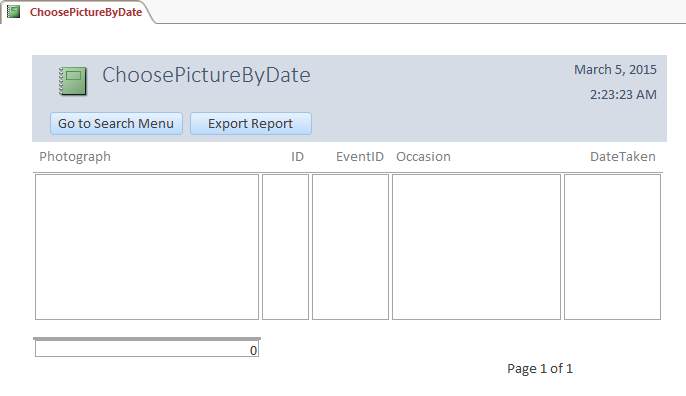 ChoosePictureByDate
ChoosePictureByDate
March 5, 2015
2:23:23 AM
Go to Search Menu Export Report
Photograph ID EventID Occasion DateTaken
0
Page 1 of 1